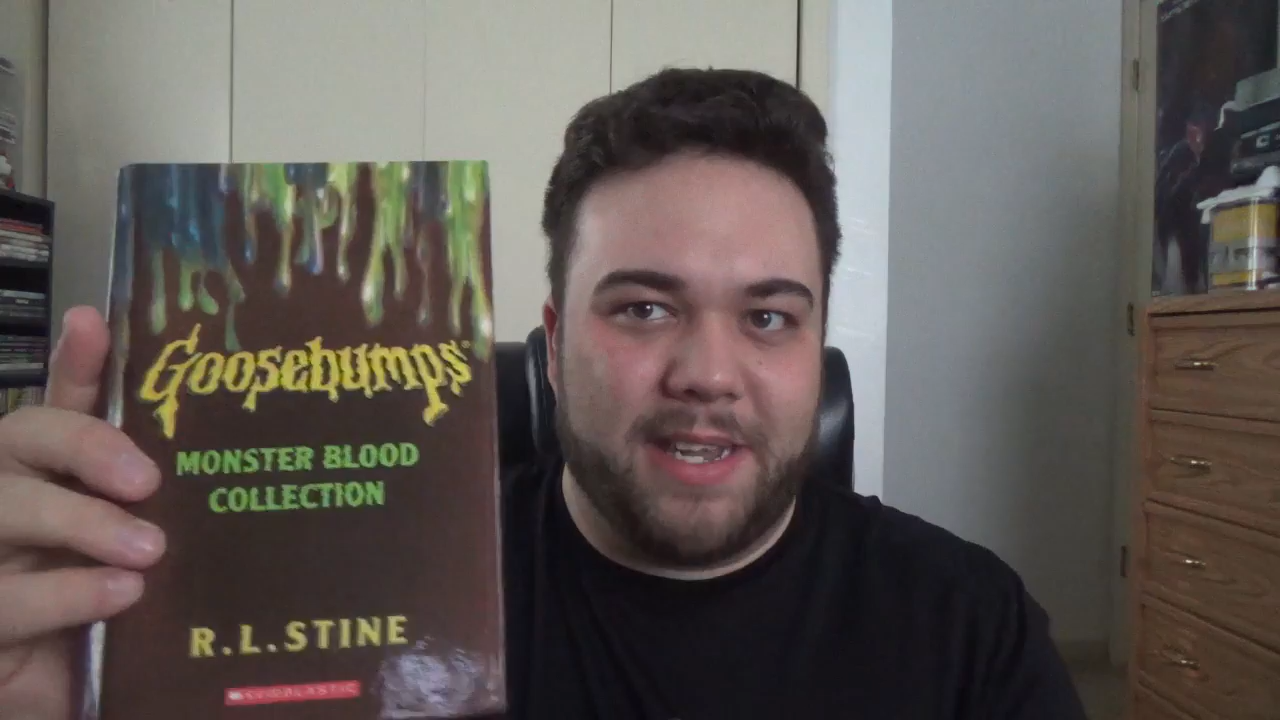 Goosebumps
MONSTER BLOOD
COLLECTION
R.L.STINE
SCHOLASTIC